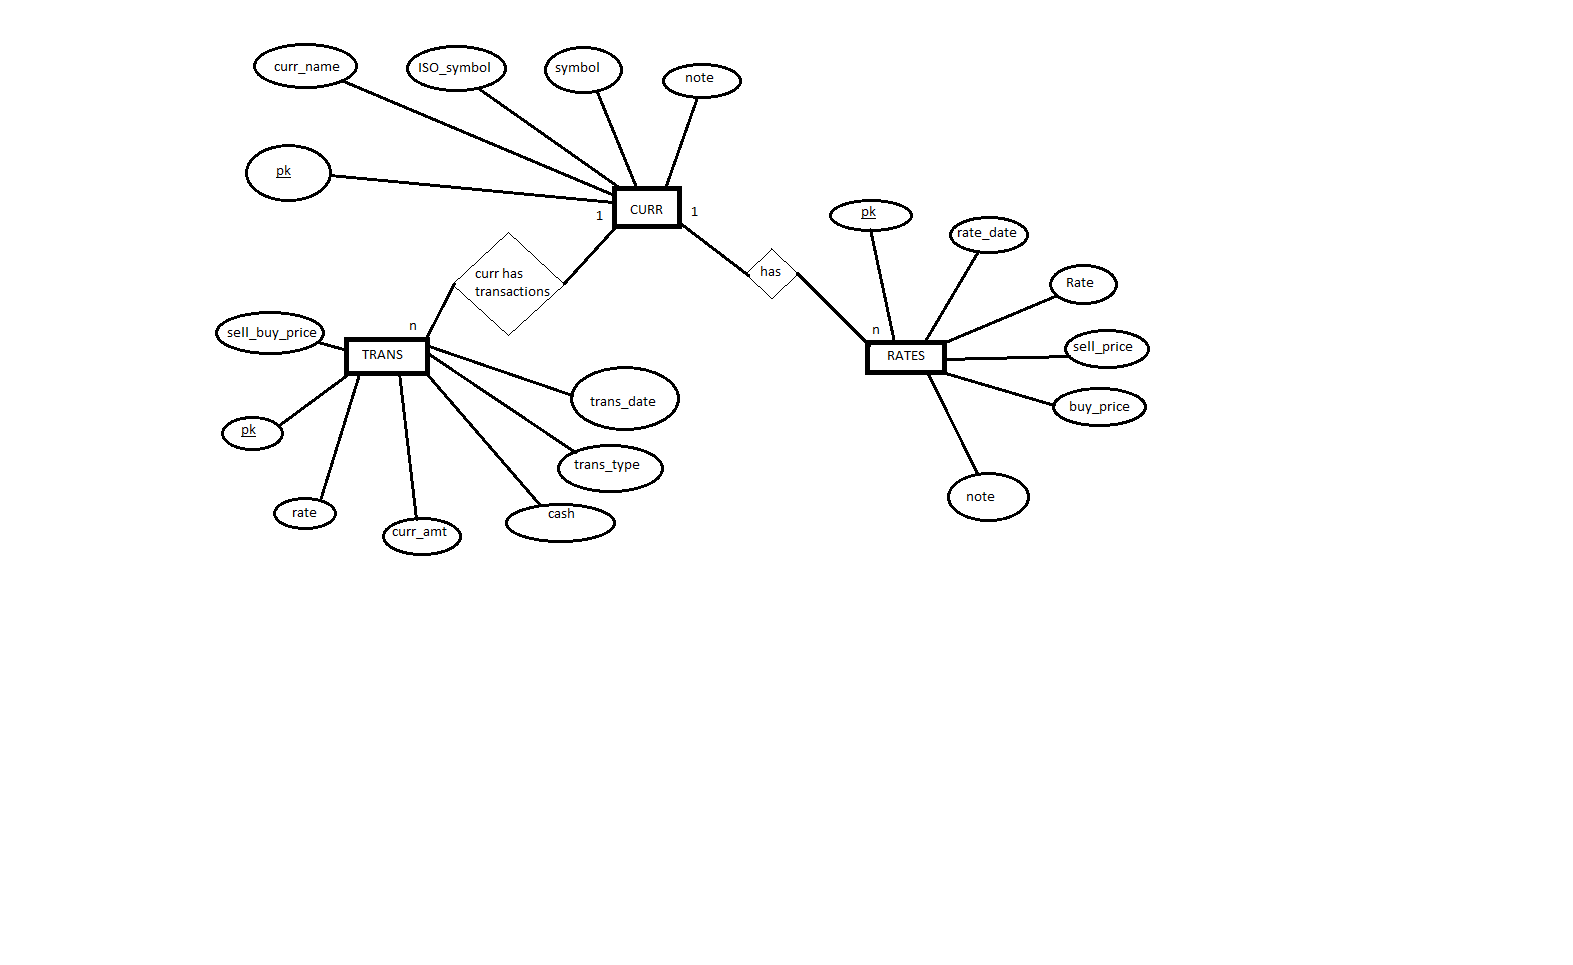 curr_name
ISO_symbol
symbol
note
pk
CURR
1
1
pk
rate_date
curr has
transactions
has
Rate
n
n
sell_buy_price
TRANS
RATES
sell_price
trans_date
buy_price
pk
trans_type
note
rate
cash
curr_amt